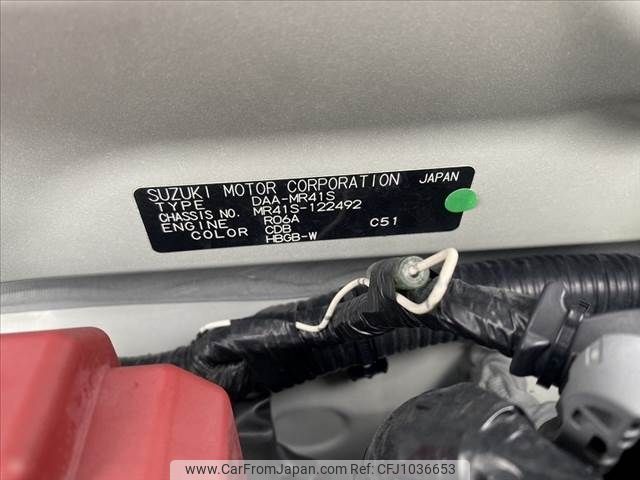 SUZUKI MOTOR CORPORATION JAPAN
TYPE DAA-MR41S
CHASSIS NO. MR41S-122492
ENGINE R06A
COLOR CDB C51
HBGB-W
www.CarFromJapan.com Ref.No: CFJ1036653